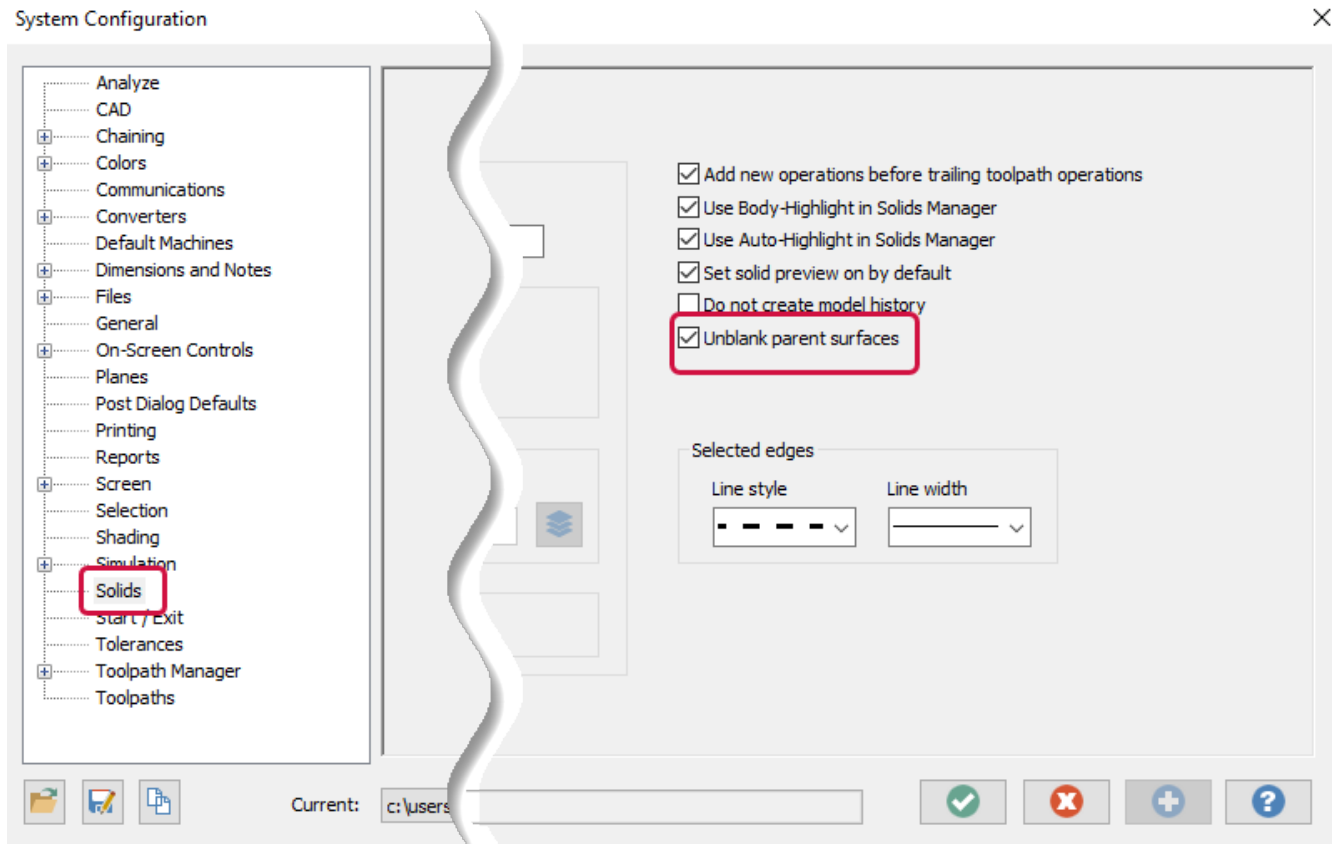 System Configuration
Analyze
CAD
Chaining
Colors
Communications
Converters
Default Machines
Dimensions and Notes
Files
General
On-Screen Controls
Planes
Post Dialog Defaults
Printing
Reports
Screen
Selection
Shading
Simulation
Solids
Start / Exit
Tolerances
Toolpath Manager
Toolpaths
Add new operations before trailing toolpath operations
Use Body-Highlight in Solids Manager
Use Auto-Highlight in Solids Manager
Set solid preview on by default
Do not create model history
Unblank parent surfaces
Selected edges
Line style Line width
Current: c:\users